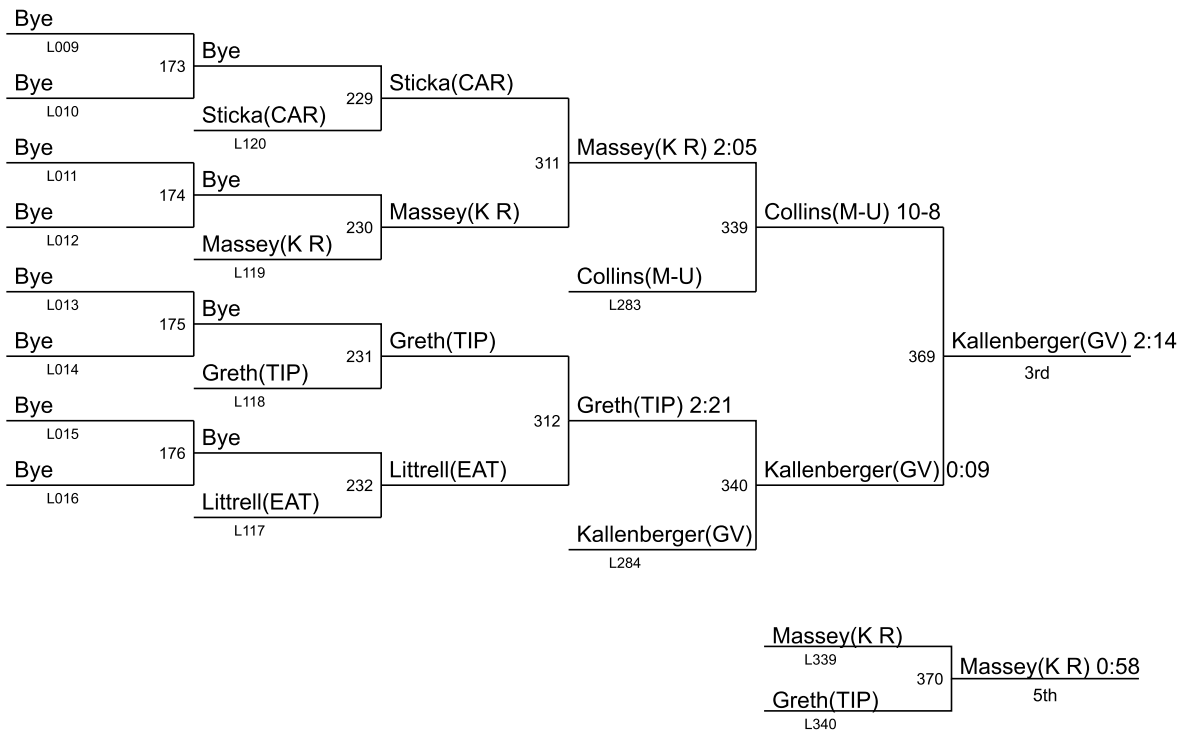 Bye
L009
173
Bye
L010
Bye
229
Sticka(CAR)
L120
Sticka(CAR)
Bye
L011
174
Bye
L012
Bye
230
Massey(K R)
L119
Massey(K R)
311
Massey(K R) 2:05
339
Collins(M-U)
L283
Collins(M-U) 10-8
Bye
L013
175
Bye
L014
Bye
231
Greth(TIP)
L118
Greth(TIP)
Bye
L015
176
Bye
L016
Bye
232
Littrell(EAT)
L117
Littrell(EAT)
312
Greth(TIP) 2:21
340
Kallenberger(GV)
L284
Kallenberger(GV) 0:09
369
Kallenberger(GV) 2:14
3rd
Massey(K R)
L339
370
Greth(TIP)
L340
Massey(K R) 0:58
5th